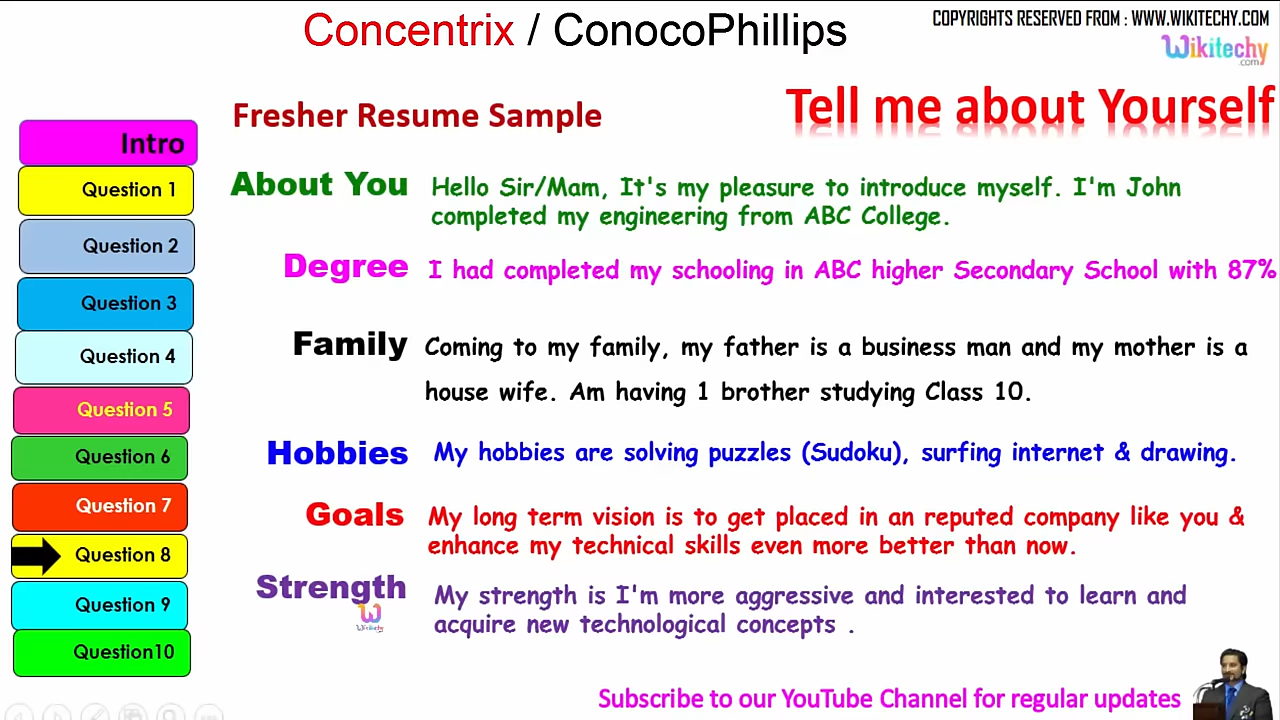 Concentrix / ConocoPhillips
COPYRIGHTS RESERVED FROM : WWW.WIKITECHY.COM
Wikitechy
.com
Fresher Resume Sample
Tell me about Yourself
Intro
Question 1
Question 2
Question 3
Question 4
Question 5
Question 6
Question 7
Question 8
Question 9
Question10
About You
Hello Sir/Mam, It's my pleasure to introduce myself. I'm John
completed my engineering from ABC College.
Degree
I had completed my schooling in ABC higher Secondary School with 87%
Family
Coming to my family, my father is a business man and my mother is a
house wife. Am having 1 brother studying Class 10.
Hobbies
My hobbies are solving puzzles (Sudoku), surfing internet & drawing.
Goals
My long term vision is to get placed in an reputed company like you &
enhance my technical skills even more better than now.
Strength
Wikitechy
My strength is I'm more aggressive and interested to learn and
acquire new technological concepts .
Subscribe to our YouTube Channel for regular updates